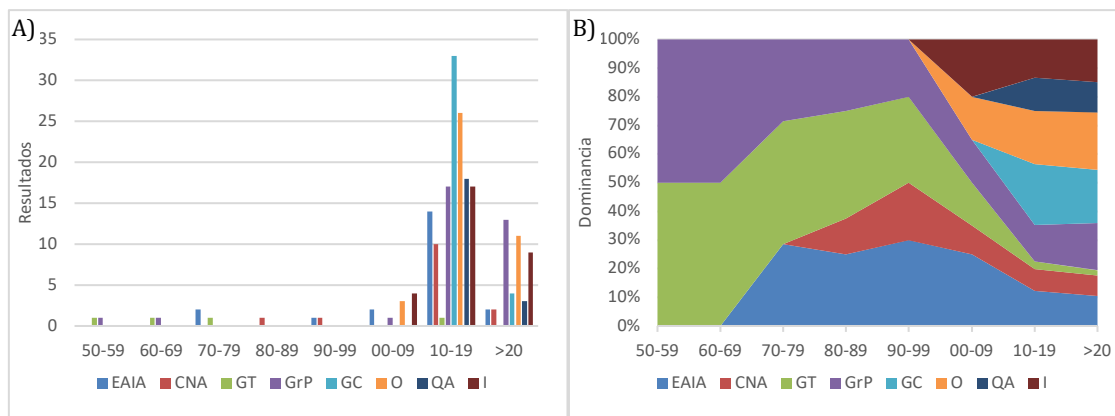 A)
35
30
25
20
15
10
5
0
Resultados
50-59 60-69 70-79 80-89 90-99 00-09 10-19 >20
EAIA CNA GT GrP GC O QA I
B)
100%
90%
80%
70%
60%
50%
40%
30%
20%
10%
0%
Dominancia
50-59 60-69 70-79 80-89 90-99 00-09 10-19 >20
EAIA CNA GT GrP GC O QA I